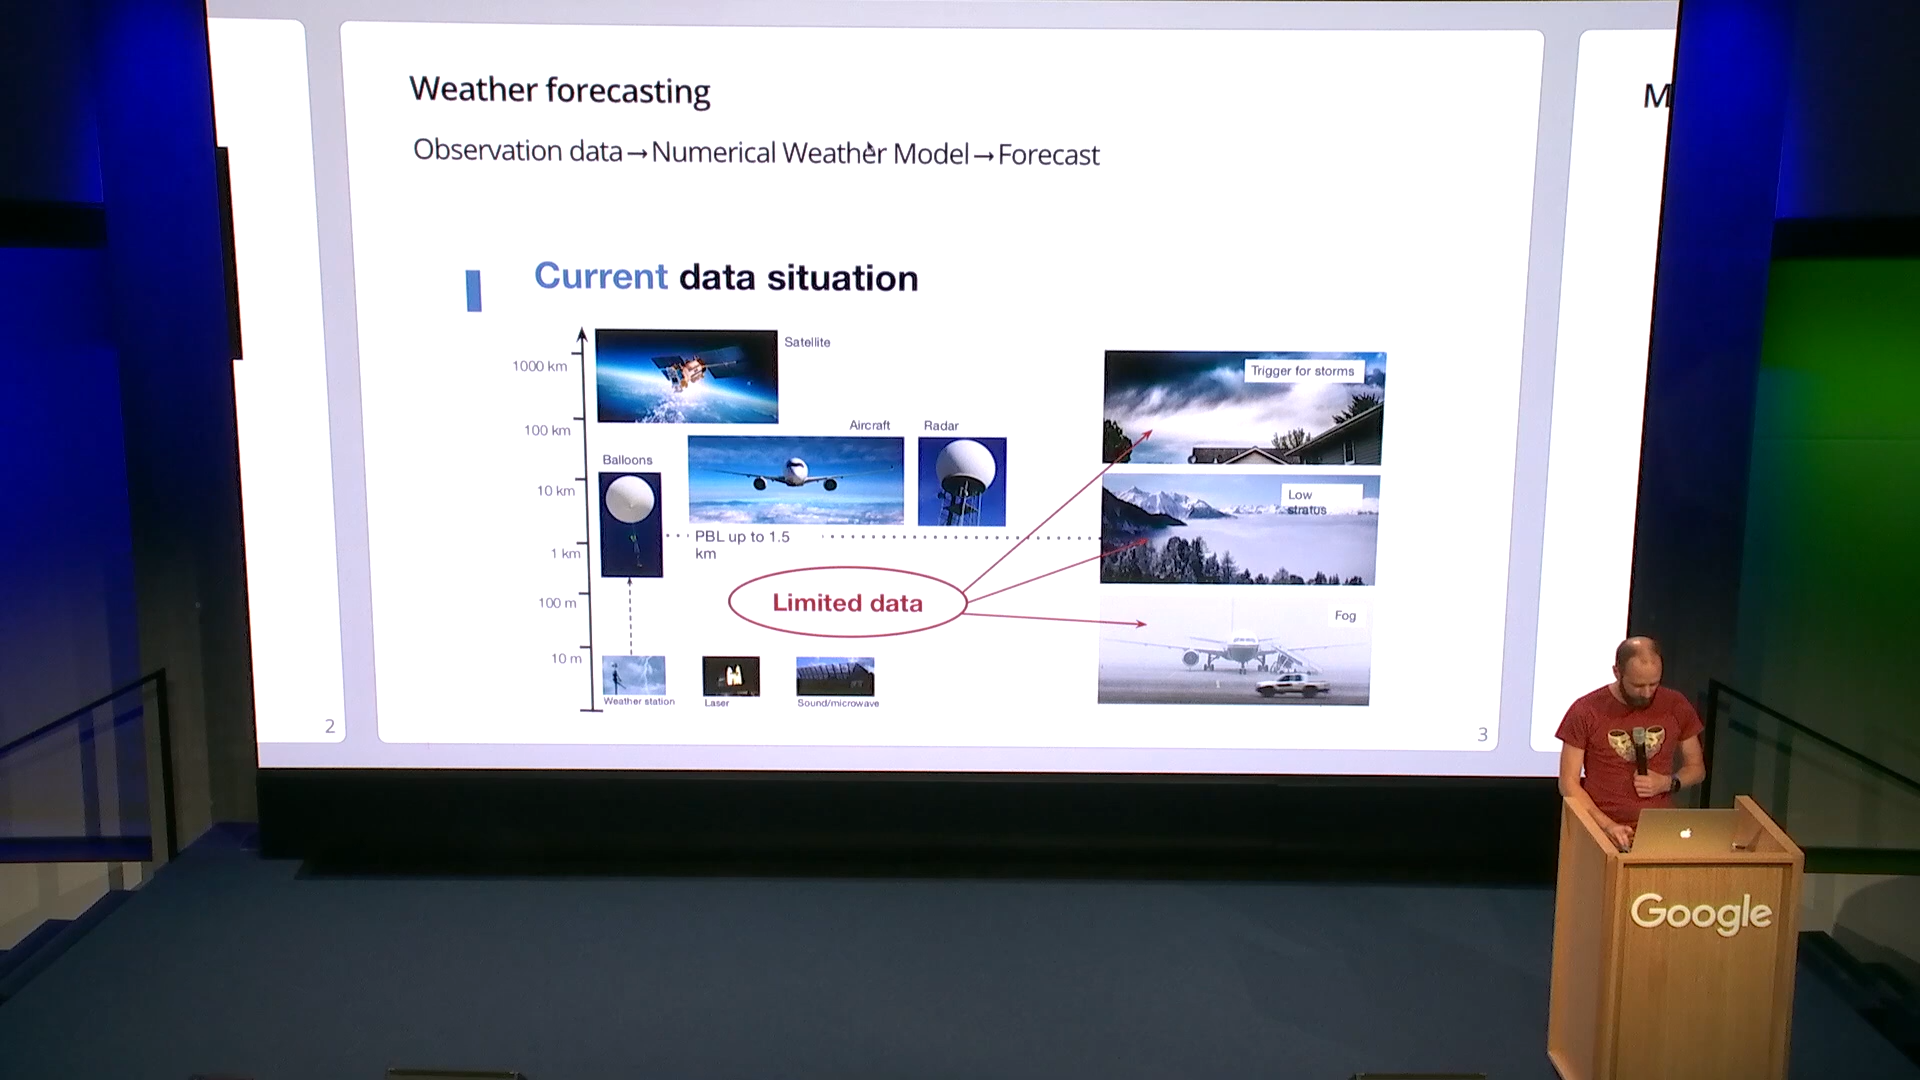 Weather forecasting
M
Observation data→Numerical Weather Model→Forecast
Current data situation
1000 km
100 km
10 km
1 km
100 m
10 m
Satellite
Aircraft
Radar
Balloons
PBL up to 1.5
km
Limited data
Weather station
Laser
Sound/microwave
Trigger for storms
Low
stratus
Fog
2
3
Google